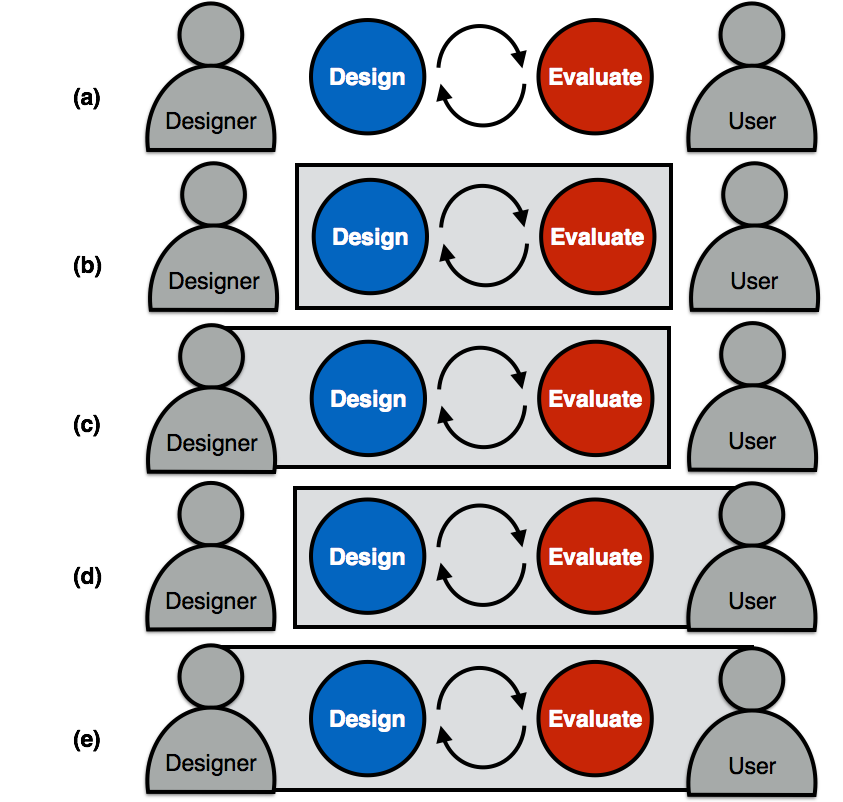 (a)
Designer
Design
Evaluate
User
(b)
Designer
Design
Evaluate
User
(c)
Designer
Design
Evaluate
User
(d)
Designer
Design
Evaluate
User
(e)
Designer
Design
Evaluate
User